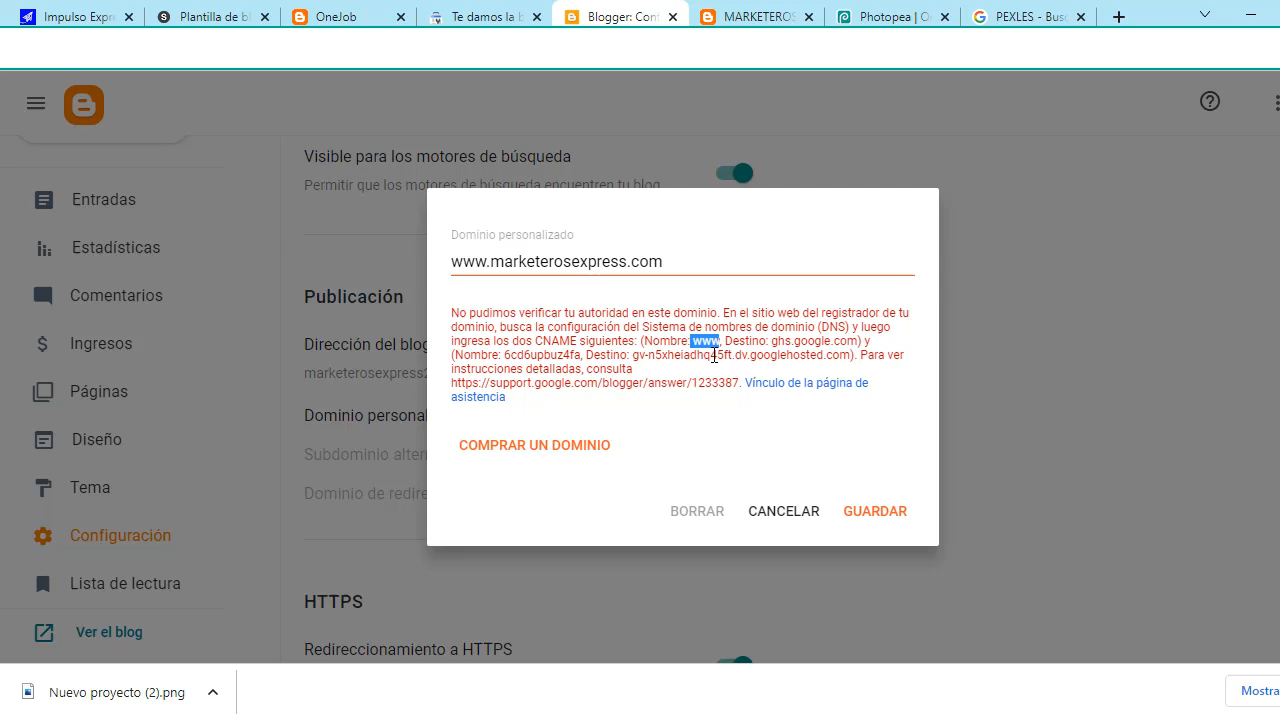 Impulso Expr
Plantilla de bl
OneJob
Te damos la b
Blogger: Conf
MARKETEROS
Photopea | O
PEXLES - Busc
Visible para los motores de búsqueda
Permitir que los motores de búsqueda encuentren tu blog
Entradas
Estadísticas
Comentarios
Ingresos
Páginas
Diseño
Tema
Configuración
Lista de lectura
Ver el blog
Publicación
Dirección del blog
marketerosexpress2
Dominio personal
Subdominio alter
Dominio de redire
HTTPS
Redireccionamiento a HTTPS
Dominio personalizado
www.marketerosexpress.com
No pudimos verificar tu autoridad en este dominio. En el sitio web del registrador de tu
dominio, busca la configuración del Sistema de nombres de dominio (DNS) y luego
ingresa los dos CNAME siguientes: (Nombre: www, Destino: ghs.google.com) y
(Nombre: 6cd6upbuz4fa, Destino: gv-n5xheiadhq45ft.dv.googlehosted.com). Para ver
instrucciones detalladas, consulta
https://support.google.com/blogger/answer/1233387. Vínculo de la página de
asistencia
COMPRAR UN DOMINIO
BORRAR CANCELAR GUARDAR
Nuevo proyecto (2).png
Mostra